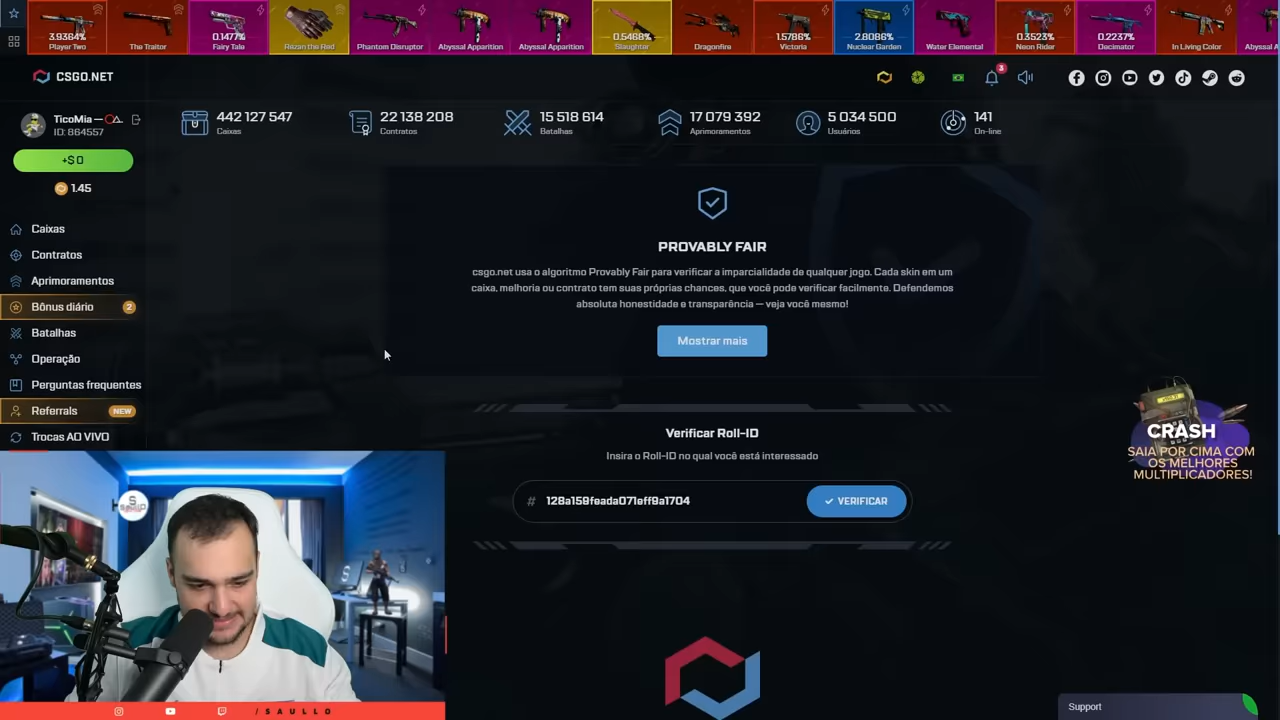 3.9364%
Player Two
The Traitor
0.1477%
Fairy Tale
Rezan the Red
Phantom Disruptor
Abyssal Apparition
Abyssal Apparition
0.5468%
Slaughter
Dragonfire
1.5786%
Victoria
2.8086%
Nuclear Garden
Water Elemental
0.3523%
Neon Rider
0.2237%
Decimator
In Living Color
Abyssal A
CSGO.NET
3
TicoMia —
ID: 864557
442 127 547
Caixas
22 138 208
Contratos
15 518 614
Batalhas
17 079 392
Aprimoramentos
5 034 500
Usuários
141
On-line
+$ 0
1.45
Caixas
Contratos
Aprimoramentos
Bônus diário 2
Batalhas
Operação
Perguntas frequentes
Referrals NEW
Trocas AO VIVO
PROVABLY FAIR
csgo.net usa o algoritmo Provably Fair para verificar a imparcialidade de qualquer jogo. Cada skin em um
caixa, melhoria ou contrato tem suas próprias chances, que você pode verificar facilmente. Defendemos
absoluta honestidade e transparência — veja você mesmo!
Mostrar mais
Verificar Roll-ID
Insira o Roll-ID no qual você está interessado
# 128a159feada071eff9a1704
VERIFICAR
CRASH
SAIA POR CIMA COM
OS MELHORES
MULTIPLICADORES!
/SAULLO
Support